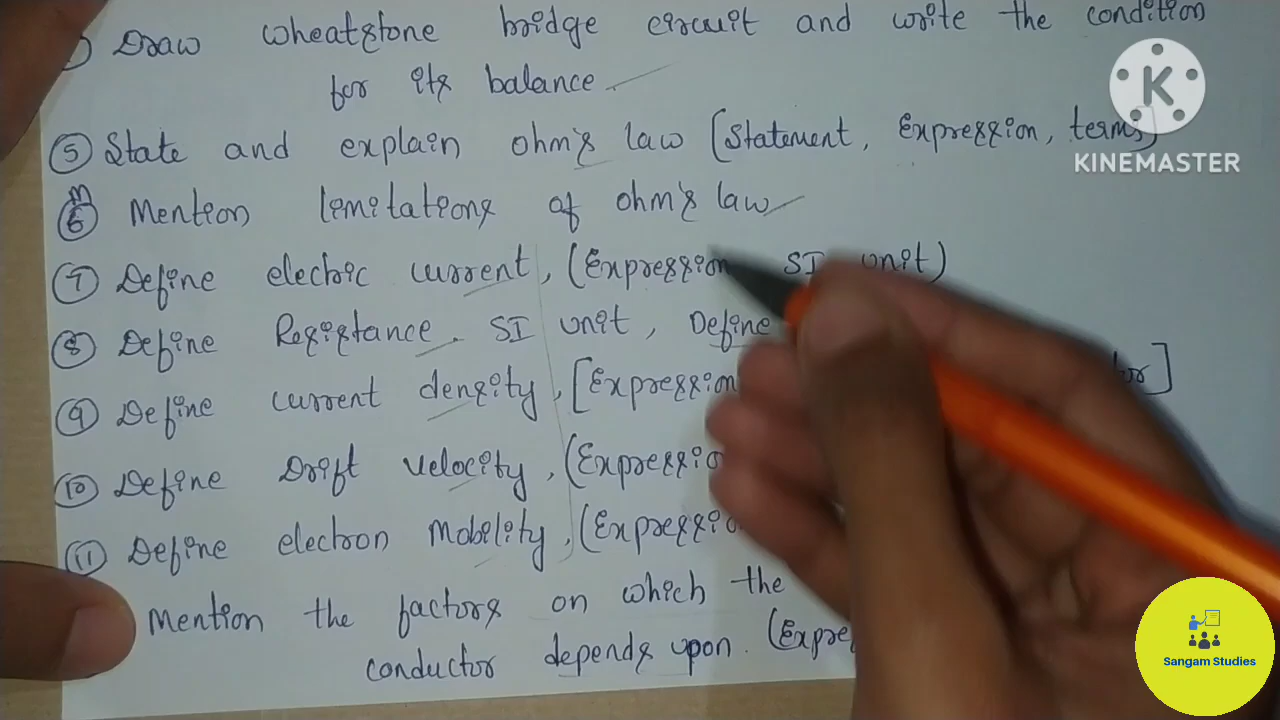 Draw wheatstone bridge circuit and write the condition
for its balance
⑤ State and explain ohm's law [Statement, Expression, terms]
m
⑥ Mention limitations of ohm's law
⑦ Define electric current, (Expression SI unit)
⑧ Define Resistance. SI unit, Define
⑨ Define current density, [Expression
⑩ Define Drift velocity, (Expression
⑪ Define electron Mobility, (Expression
Mention the factors on which the
conductor depends upon. (Expre
K
KINEMASTER
Sangam Studies